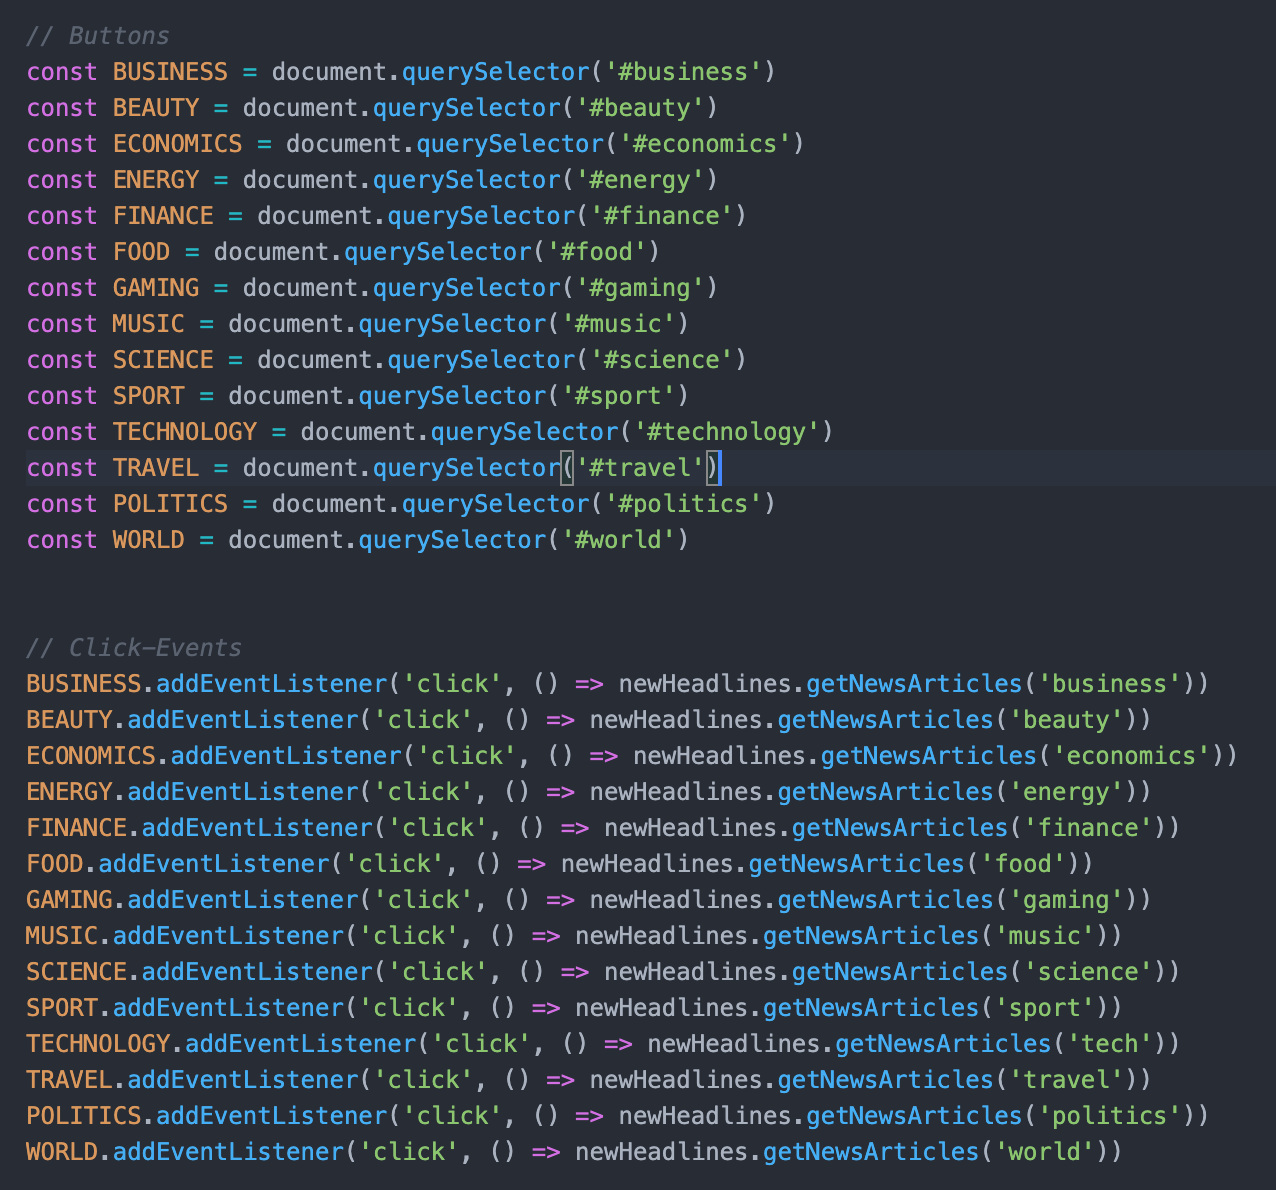 // Buttons
const BUSINESS = document.querySelector('#business')
const BEAUTY = document.querySelector('#beauty')
const ECONOMICS = document.querySelector('#economics')
const ENERGY = document.querySelector('#energy')
const FINANCE = document.querySelector('#finance')
const FOOD = document.querySelector('#food')
const GAMING = document.querySelector('#gaming')
const MUSIC = document.querySelector('#music')
const SCIENCE = document.querySelector('#science')
const SPORT = document.querySelector('#sport')
const TECHNOLOGY = document.querySelector('#technology')
const TRAVEL = document.querySelector('#travel')
const POLITICS = document.querySelector('#politics')
const WORLD = document.querySelector('#world')
// Click-Events
BUSINESS.addEventListener('click', () => newHeadlines.getNewsArticles('business'))
BEAUTY.addEventListener('click', () => newHeadlines.getNewsArticles('beauty'))
ECONOMICS.addEventListener('click', () => newHeadlines.getNewsArticles('economics'))
ENERGY.addEventListener('click', () => newHeadlines.getNewsArticles('energy'))
FINANCE.addEventListener('click', () => newHeadlines.getNewsArticles('finance'))
FOOD.addEventListener('click', () => newHeadlines.getNewsArticles('food'))
GAMING.addEventListener('click', () => newHeadlines.getNewsArticles('gaming'))
MUSIC.addEventListener('click', () => newHeadlines.getNewsArticles('music'))
SCIENCE.addEventListener('click', () => newHeadlines.getNewsArticles('science'))
SPORT.addEventListener('click', () => newHeadlines.getNewsArticles('sport'))
TECHNOLOGY.addEventListener('click', () => newHeadlines.getNewsArticles('tech'))
TRAVEL.addEventListener('click', () => newHeadlines.getNewsArticles('travel'))
POLITICS.addEventListener('click', () => newHeadlines.getNewsArticles('politics'))
WORLD.addEventListener('click', () => newHeadlines.getNewsArticles('world'))